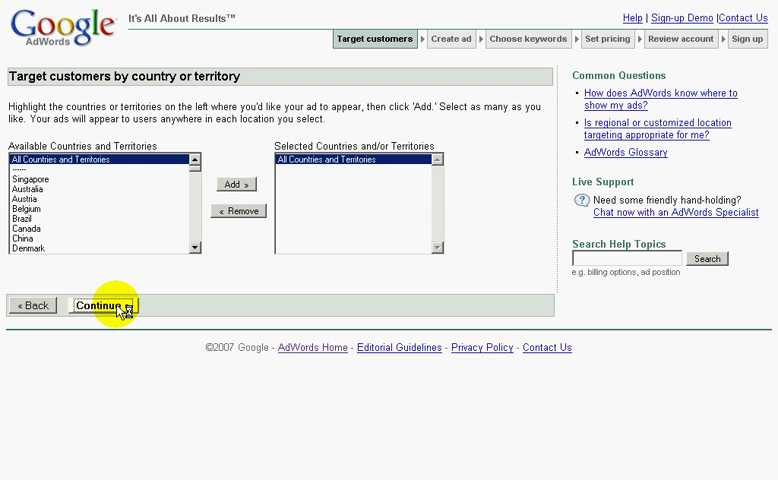 Google
AdWords
It's All About Results™
Help | Sign-up Demo |Contact Us
Target customers
Create ad
Choose keywords
Set pricing
Review account
Sign up
Target customers by country or territory
Highlight the countries or territories on the left where you'd like your ad to appear, then click 'Add.' Select as many as you
like. Your ads will appear to users anywhere in each location you select.
Available Countries and Territories
All Countries and Territories
-----
Singapore
Australia
Austria
Belgium
Brazil
Canada
China
Denmark
Add »
« Remove
Selected Countries and/or Territories
All Countries and Territories
« Back
Continue
Common Questions
• How does AdWords know where to
show my ads?
• Is regional or customized location
targeting appropriate for me?
• AdWords Glossary
Live Support
? Need some friendly hand-holding?
Chat now with an AdWords Specialist
Search Help Topics
Search
e.g. billing options, ad position
©2007 Google - AdWords Home - Editorial Guidelines - Privacy Policy - Contact Us